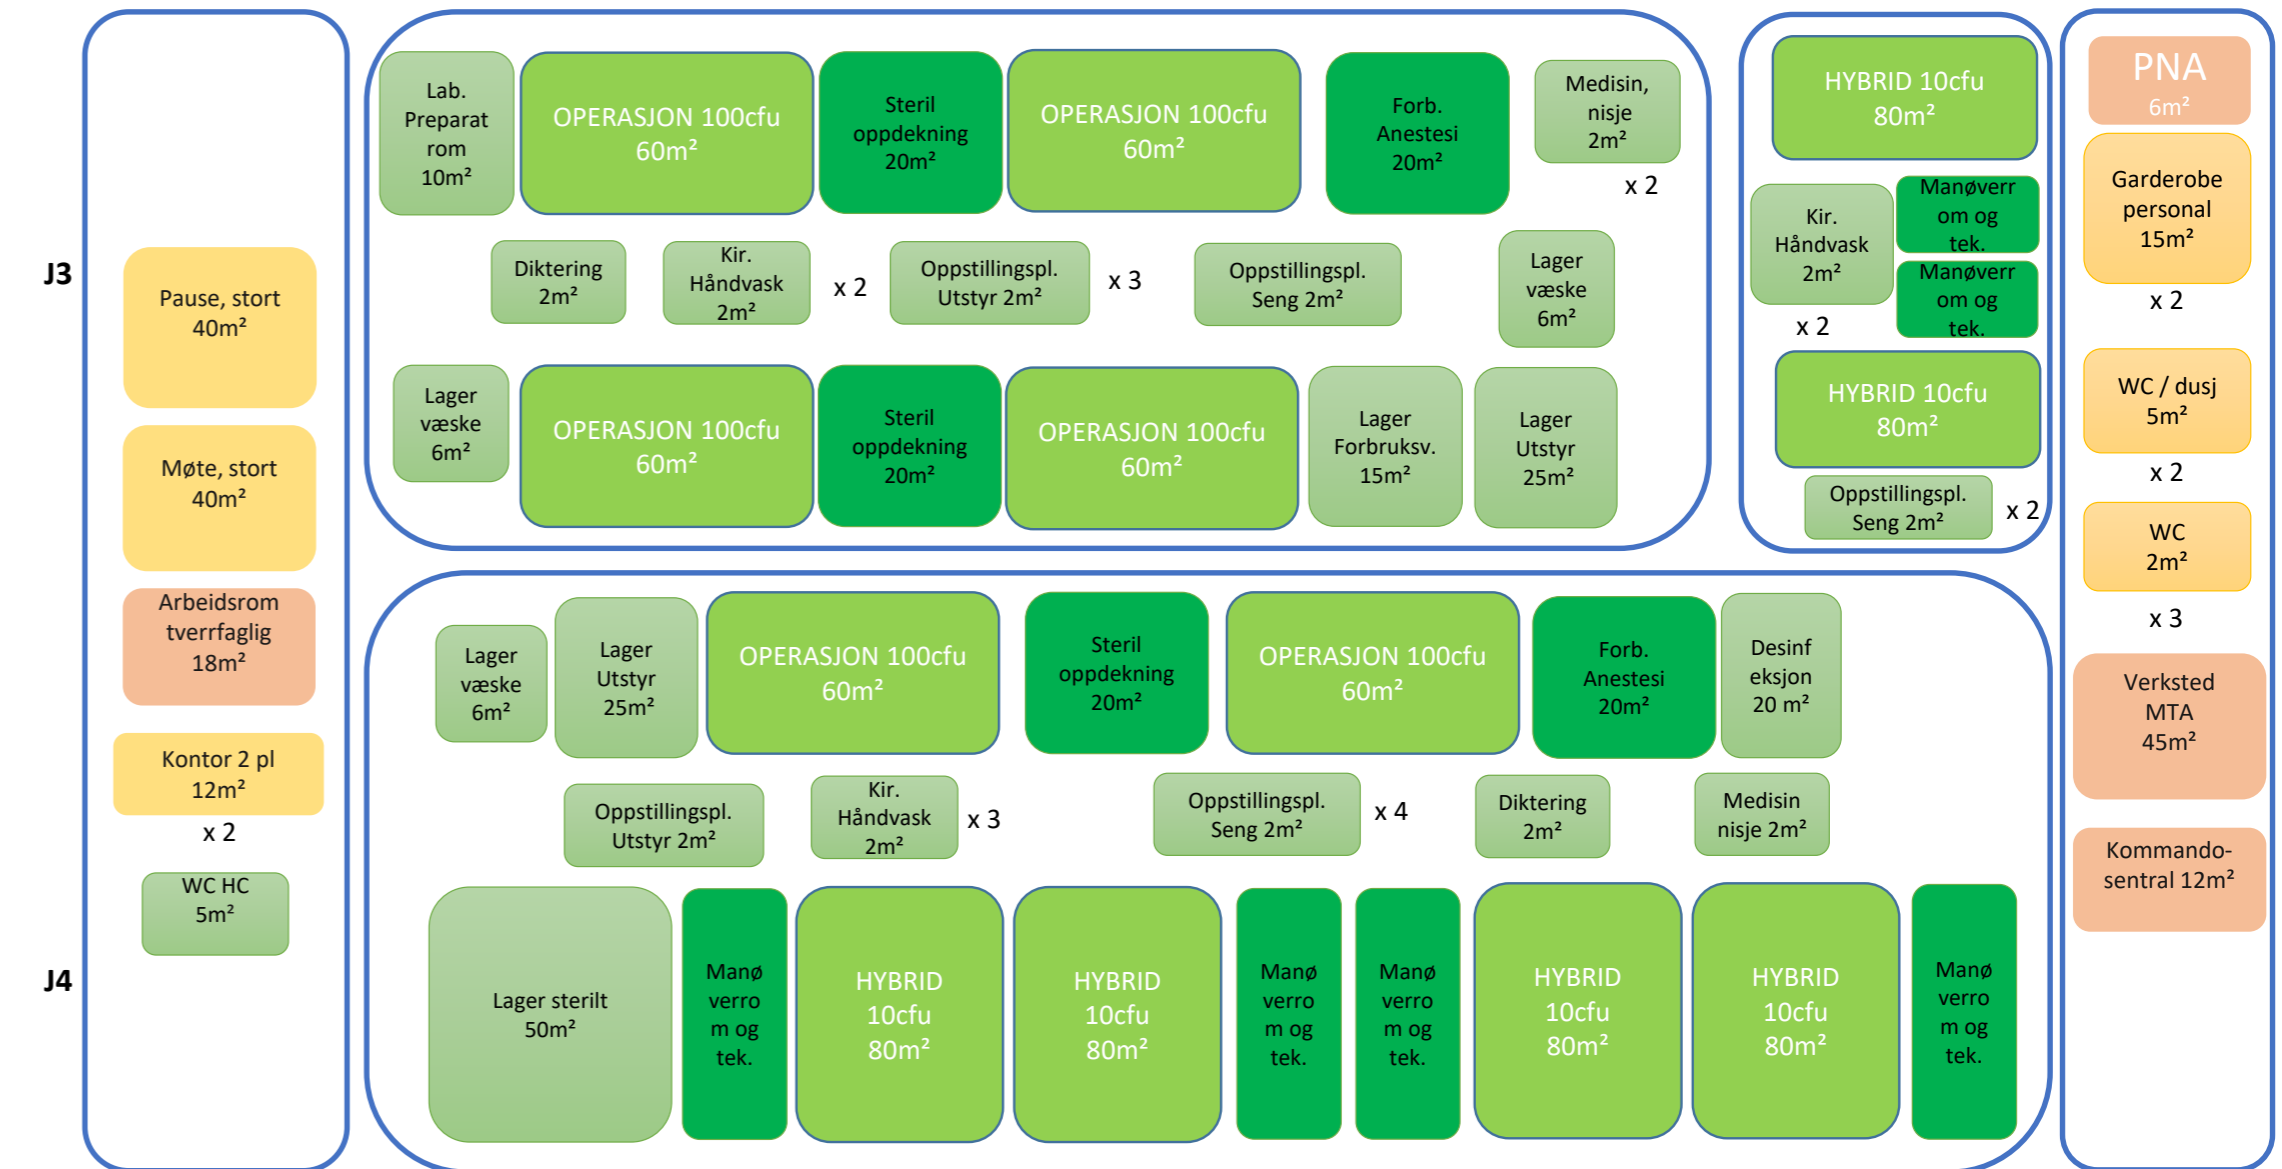 J3
J4
Pause, stort
40m²
Møte, stort
40m²
Arbeidsrom
tverrfaglig
18m²
Kontor 2 pl
12m²
x 2
WC HC
5m²
Lab.
Preparat
rom
10m²
OPERASJON 100cfu
60m²
Steril
oppdekning
20m²
OPERASJON 100cfu
60m²
Forb.
Anestesi
20m²
Medisin,
nisje
2m²
x 2
Diktering
2m²
Kir.
Håndvask
2m²
x 2
Oppstillingspl.
Utstyr 2m²
x 3
Oppstillingspl.
Seng 2m²
Lager
væske
6m²
Lager
væske
6m²
OPERASJON 100cfu
60m²
Steril
oppdekning
20m²
OPERASJON 100cfu
60m²
Lager
Forbruksv.
15m²
Lager
Utstyr
25m²
HYBRID 10cfu
80m²
Kir.
Håndvask
2m²
x 2
Manøverr
om og
tek.
Manøverr
om og
tek.
HYBRID 10cfu
80m²
Oppstillingspl.
Seng 2m²
x 2
Lager
væske
6m²
Lager
Utstyr
25m²
OPERASJON 100cfu
60m²
Steril
oppdekning
20m²
OPERASJON 100cfu
60m²
Forb.
Anestesi
20m²
Desinf
eksjon
20 m²
Oppstillingspl.
Utstyr 2m²
Kir.
Håndvask
2m²
x 3
Oppstillingspl.
Seng 2m²
x 4
Diktering
2m²
Medisin
nisje 2m²
Lager sterilt
50m²
Manø
verro
m og
tek.
HYBRID
10cfu
80m²
HYBRID
10cfu
80m²
Manø
verro
m og
tek.
Manø
verro
m og
tek.
HYBRID
10cfu
80m²
HYBRID
10cfu
80m²
Manø
verro
m og
tek.
PNA
6m²
Garderobe
personal
15m²
x 2
WC / dusj
5m²
x 2
WC
2m²
x 3
Verksted
MTA
45m²
Kommando-
sentral 12m²